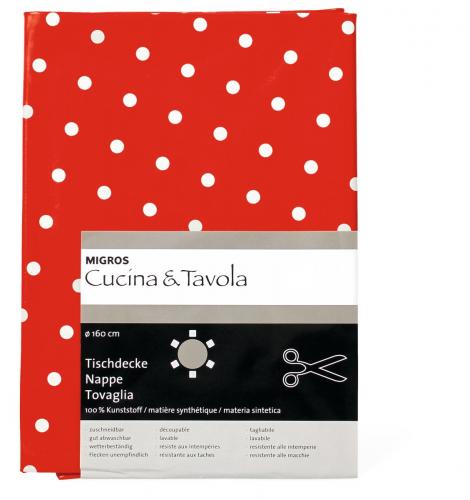 MIGROS
Cucina & Tavola
ø 160 cm
Tischdecke
Nappe
Tovaglia
100 % Kunststoff / matière synthétique / materia sintetica
· zuschneidbar
· gut abwaschbar
· wetterbeständig
· flecken unempfindlich
· découpable
· lavable
· resiste aux intempéries
· résistante aux taches
· tagliabile
· lavabile
· resistente alle intemperie
· resistente alle macchie